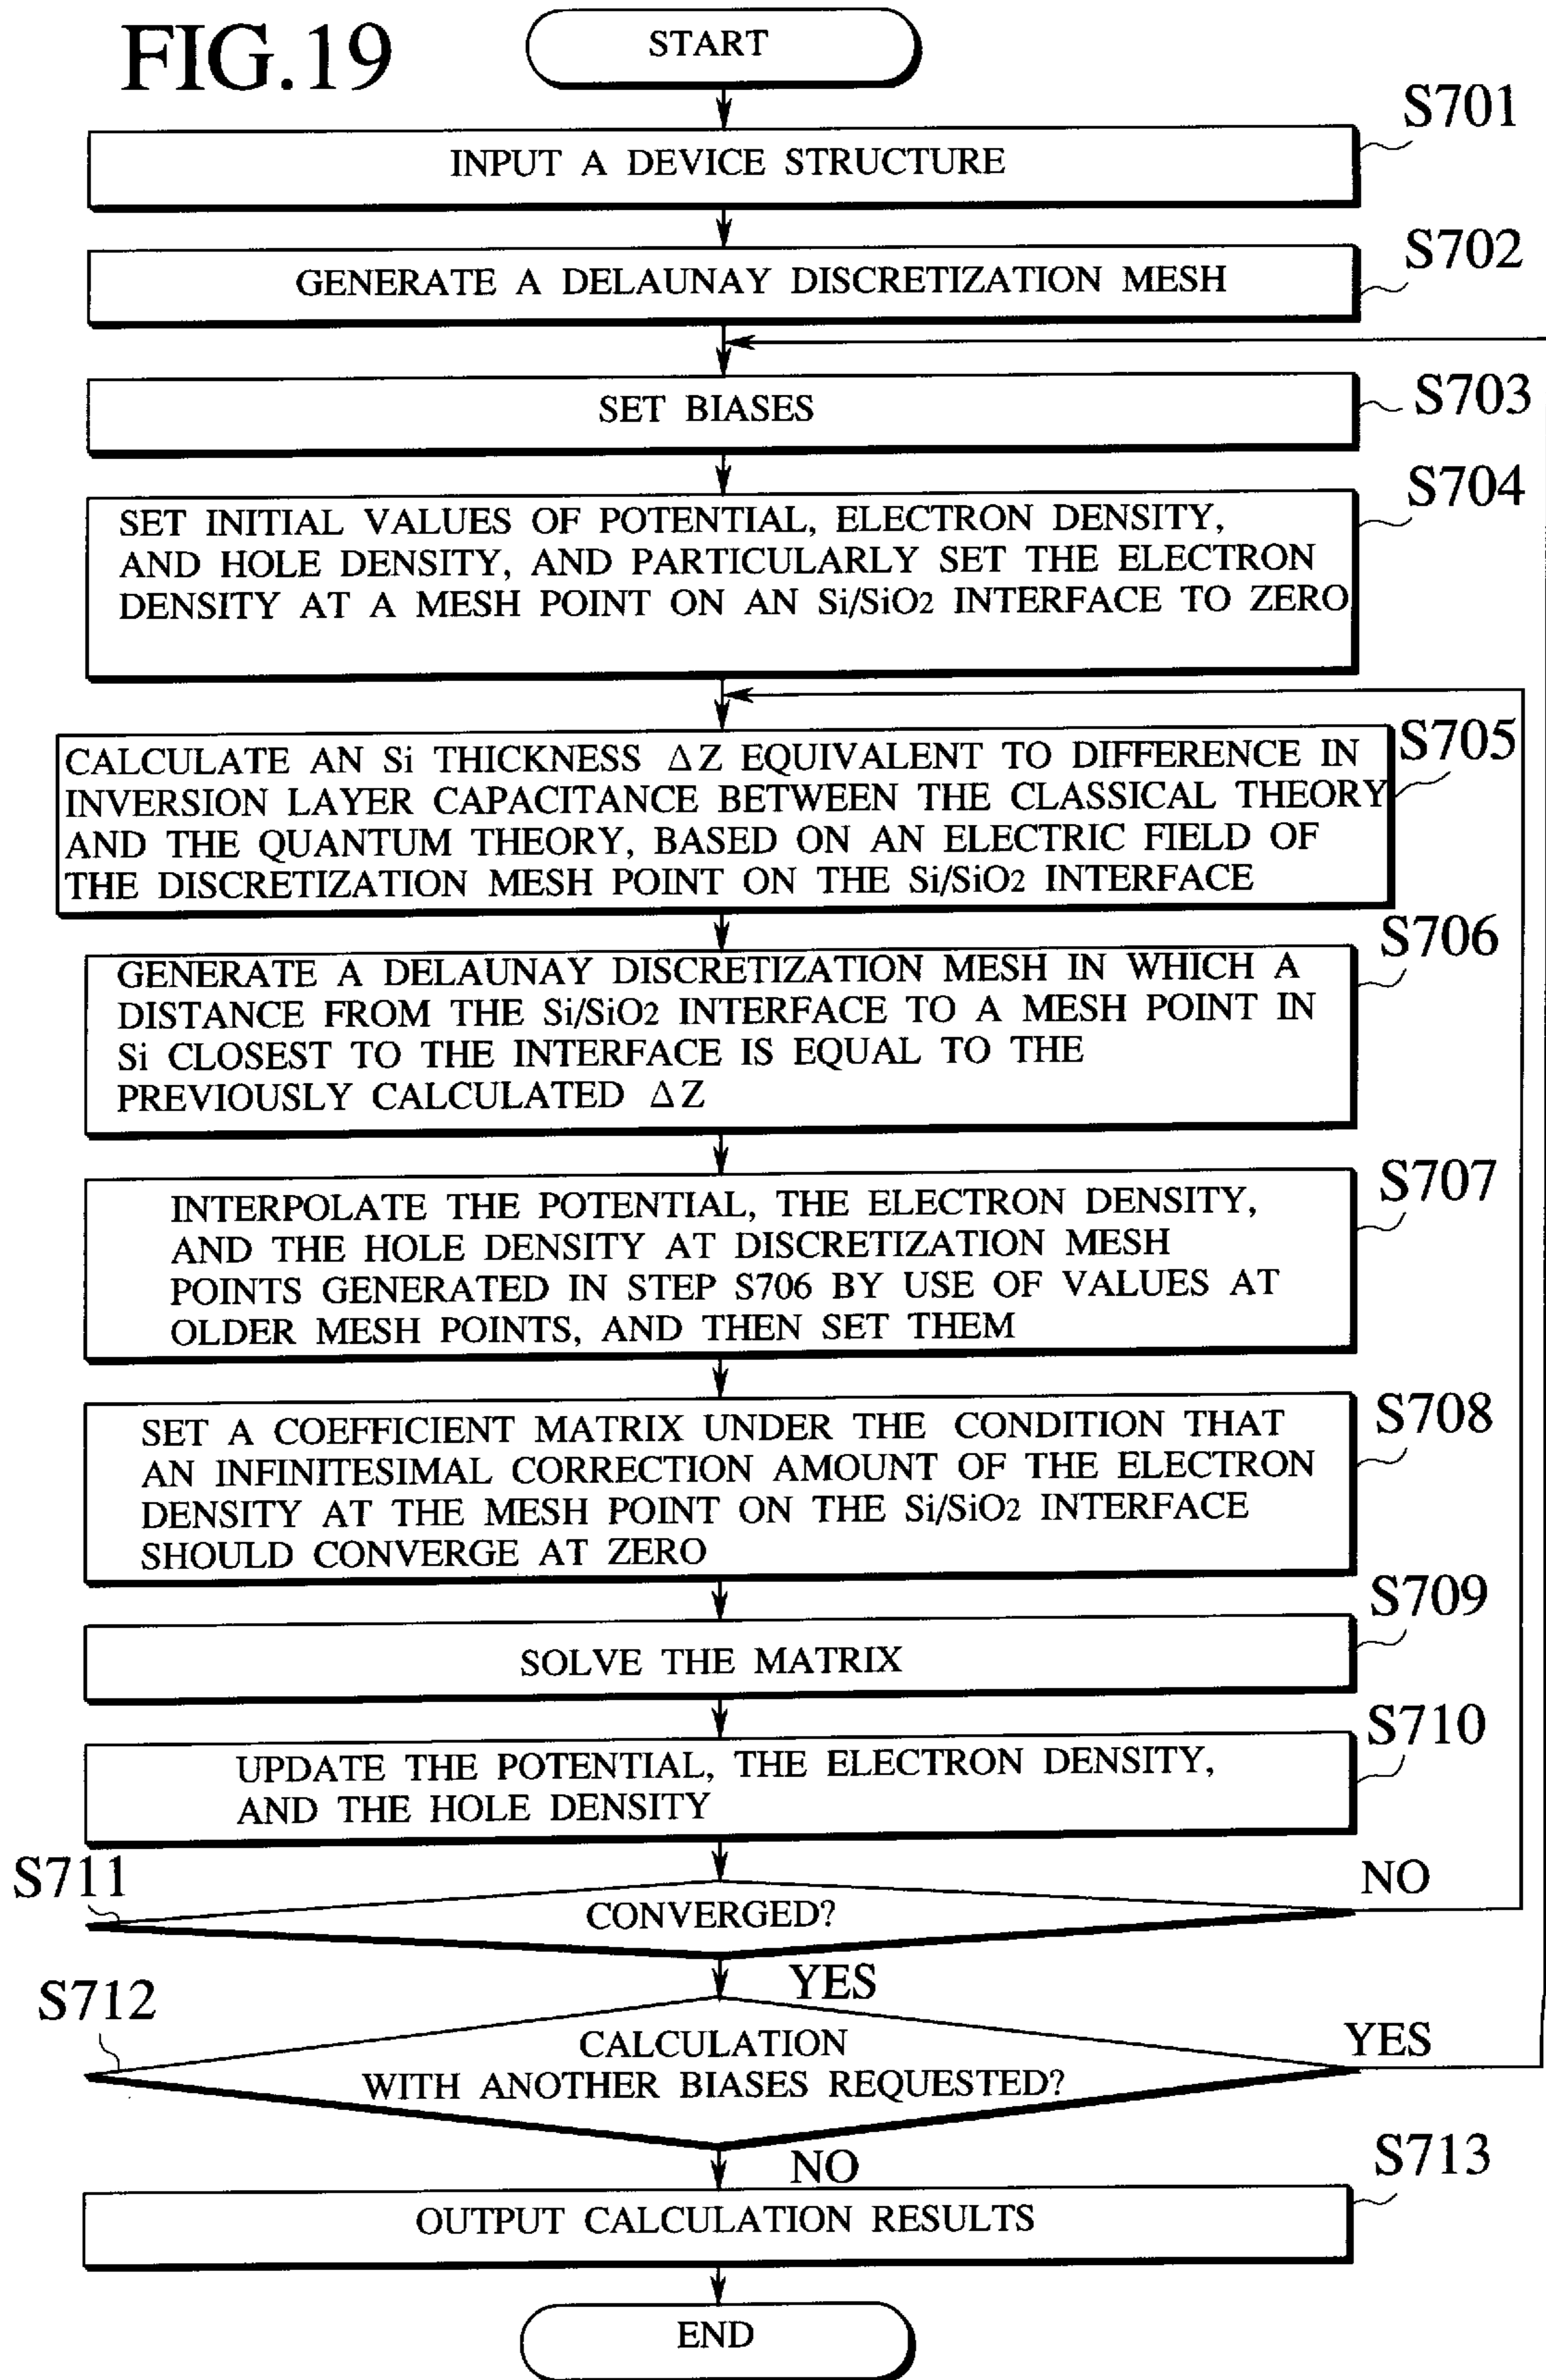 FIG.19
START
S701
INPUT A DEVICE STRUCTURE
S702
GENERATE A DELAUNAY DISCRETIZATION MESH
S703
SET BIASES
S704
SET INITIAL VALUES OF POTENTIAL, ELECTRON DENSITY,
AND HOLE DENSITY, AND PARTICULARLY SET THE ELECTRON
DENSITY AT A MESH POINT ON AN Si/SiO2 INTERFACE TO ZERO
S705
CALCULATE AN Si THICKNESS ΔZ EQUIVALENT TO DIFFERENCE IN
INVERSION LAYER CAPACITANCE BETWEEN THE CLASSICAL THEORY
AND THE QUANTUM THEORY, BASED ON AN ELECTRIC FIELD OF
THE DISCRETIZATION MESH POINT ON THE Si/SiO2 INTERFACE
S706
GENERATE A DELAUNAY DISCRETIZATION MESH IN WHICH A
DISTANCE FROM THE Si/SiO2 INTERFACE TO A MESH POINT IN
Si CLOSEST TO THE INTERFACE IS EQUAL TO THE
PREVIOUSLY CALCULATED ΔZ
S707
INTERPOLATE THE POTENTIAL, THE ELECTRON DENSITY,
AND THE HOLE DENSITY AT DISCRETIZATION MESH
POINTS GENERATED IN STEP S706 BY USE OF VALUES AT
OLDER MESH POINTS, AND THEN SET THEM
S708
SET A COEFFICIENT MATRIX UNDER THE CONDITION THAT
AN INFINITESIMAL CORRECTION AMOUNT OF THE ELECTRON
DENSITY AT THE MESH POINT ON THE Si/SiO2 INTERFACE
SHOULD CONVERGE AT ZERO
S709
SOLVE THE MATRIX
S710
UPDATE THE POTENTIAL, THE ELECTRON DENSITY,
AND THE HOLE DENSITY
S711
NO
CONVERGED?
YES
S712
CALCULATION
WITH ANOTHER BIASES REQUESTED?
YES
NO
S713
OUTPUT CALCULATION RESULTS
END